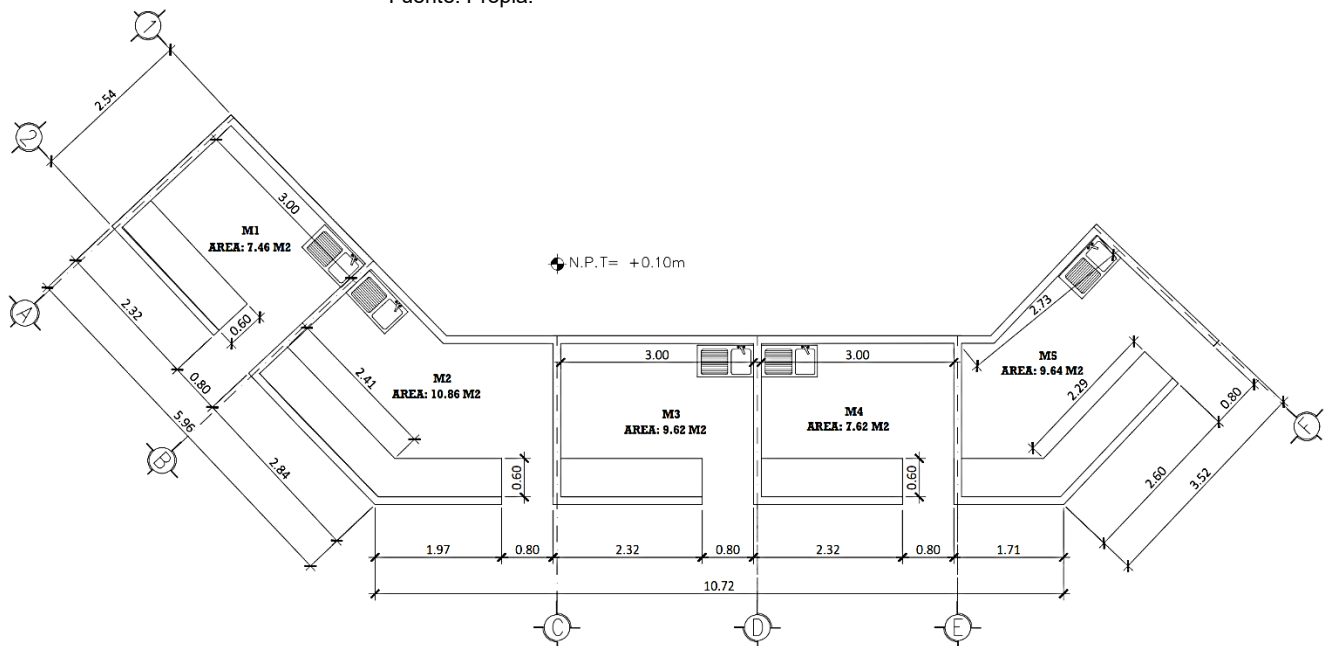 Fuente: Propia.
1
2.54
2
3.00
M1
AREA: 7.46 M2
N.P.T= +0.10m
A
2.32
0.60
2.73
0.80
5.96
B
2.41
M2
AREA: 10.86 M2
3.00
3.00
M3
AREA: 9.62 M2
M4
AREA: 7.62 M2
M5
AREA: 9.64 M2
2.29
0.80
F
2.84
0.60
0.60
2.60
3.52
1.97
0.80
2.32
0.80
2.32
0.80
1.71
10.72
C
D
E